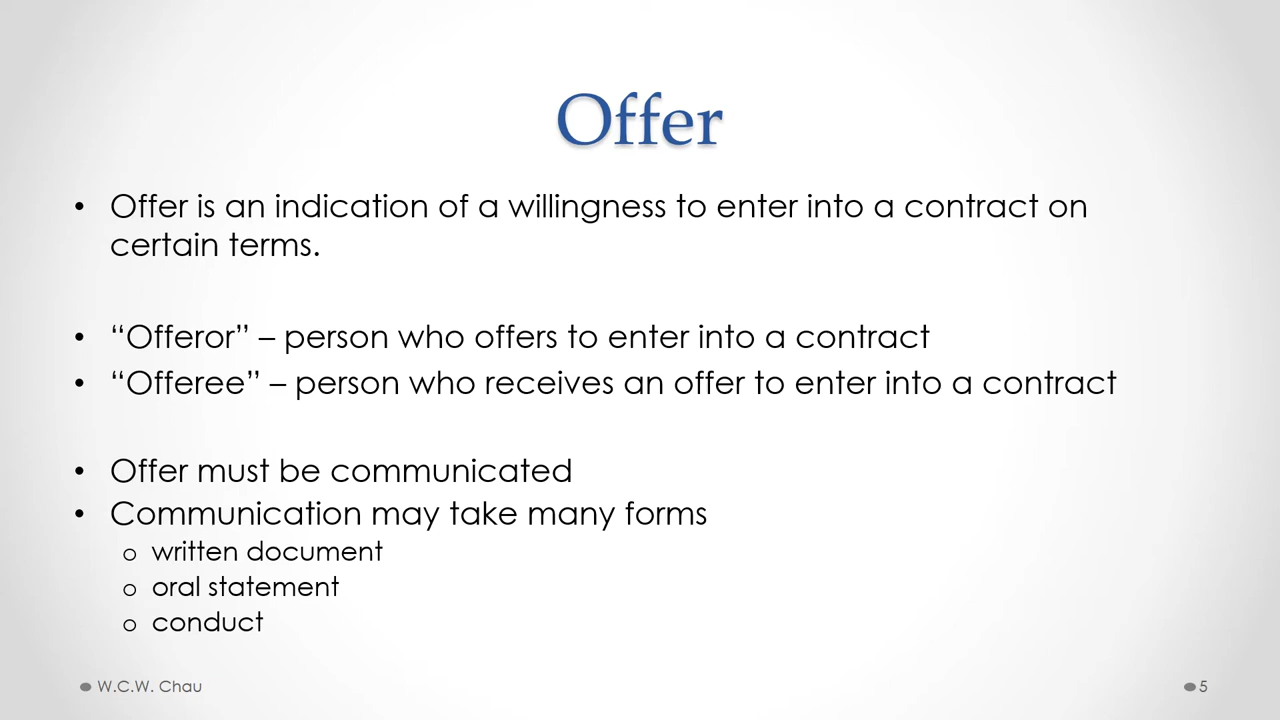 Offer
• Offer is an indication of a willingness to enter into a contract on
certain terms.
• “Offeror” – person who offers to enter into a contract
• “Offeree” – person who receives an offer to enter into a contract
• Offer must be communicated
• Communication may take many forms
o written document
o oral statement
o conduct
W.C.W. Chau
5